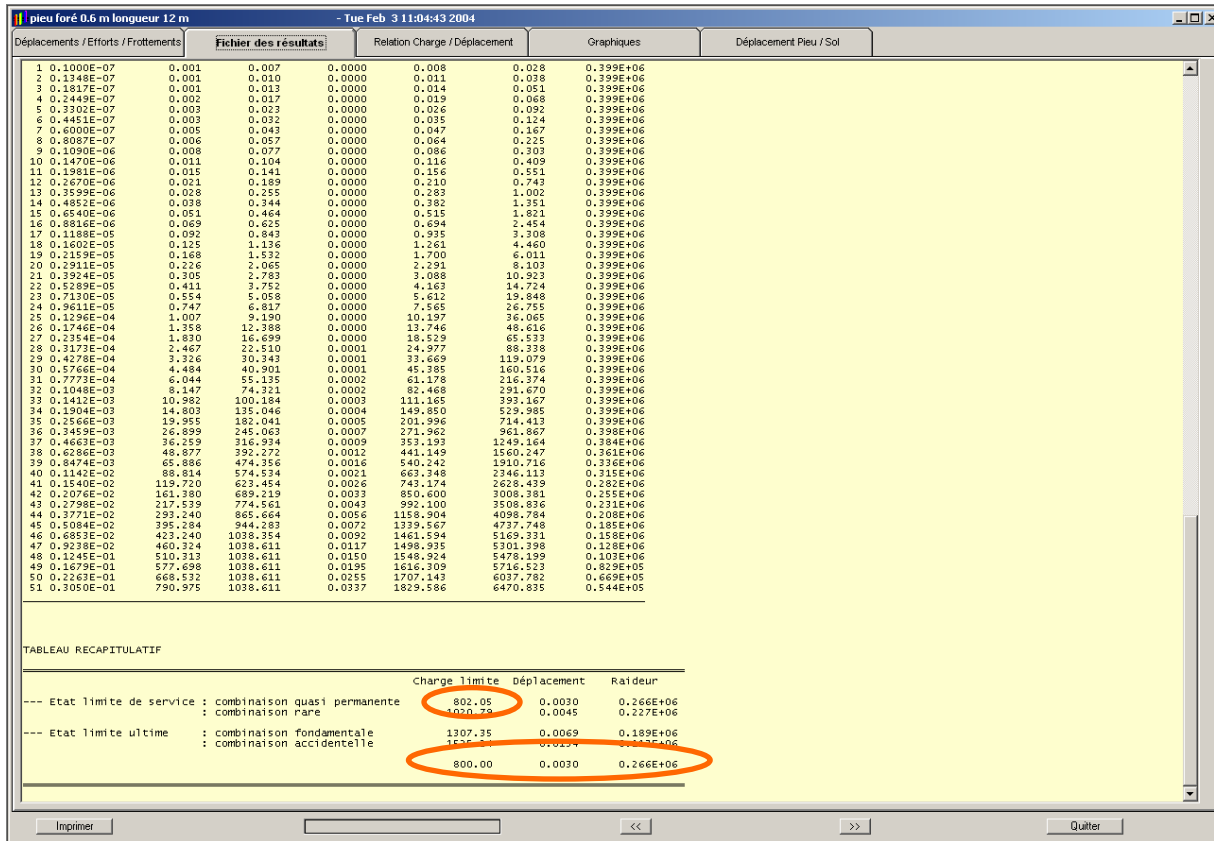 pieu foré 0.6 m longueur 12 m - Tue Feb 3 11:04:43 2004
Déplacements / Efforts / Frottements Fichier des résultats Relation Charge / Déplacement Graphiques Déplacement Pieu / Sol
1 0.1000E-07 0.001 0.007 0.0000 0.008 0.028 0.399E+06
2 0.1348E-07 0.001 0.010 0.0000 0.011 0.038 0.399E+06
3 0.1817E-07 0.001 0.013 0.0000 0.014 0.051 0.399E+06
4 0.2449E-07 0.002 0.017 0.0000 0.019 0.068 0.399E+06
5 0.3302E-07 0.003 0.023 0.0000 0.026 0.092 0.399E+06
6 0.4451E-07 0.003 0.032 0.0000 0.035 0.124 0.399E+06
7 0.6000E-07 0.005 0.043 0.0000 0.047 0.167 0.399E+06
8 0.8087E-07 0.006 0.057 0.0000 0.064 0.225 0.399E+06
9 0.1090E-06 0.008 0.077 0.0000 0.086 0.303 0.399E+06
10 0.1470E-06 0.011 0.104 0.0000 0.116 0.409 0.399E+06
11 0.1981E-06 0.015 0.141 0.0000 0.156 0.551 0.399E+06
12 0.2670E-06 0.021 0.189 0.0000 0.210 0.743 0.399E+06
13 0.3599E-06 0.028 0.255 0.0000 0.283 1.002 0.399E+06
14 0.4852E-06 0.038 0.344 0.0000 0.382 1.351 0.399E+06
15 0.6540E-06 0.051 0.464 0.0000 0.515 1.821 0.399E+06
16 0.8816E-06 0.069 0.625 0.0000 0.694 2.454 0.399E+06
17 0.1188E-05 0.092 0.843 0.0000 0.935 3.308 0.399E+06
18 0.1602E-05 0.125 1.136 0.0000 1.261 4.460 0.399E+06
19 0.2159E-05 0.168 1.532 0.0000 1.700 6.011 0.399E+06
20 0.2911E-05 0.226 2.065 0.0000 2.291 8.103 0.399E+06
21 0.3924E-05 0.305 2.783 0.0000 3.088 10.923 0.399E+06
22 0.5289E-05 0.411 3.752 0.0000 4.163 14.724 0.399E+06
23 0.7130E-05 0.554 5.058 0.0000 5.612 19.848 0.399E+06
24 0.9611E-05 0.747 6.817 0.0000 7.565 26.755 0.399E+06
25 0.1296E-04 1.007 9.190 0.0000 10.197 36.065 0.399E+06
26 0.1746E-04 1.358 12.388 0.0000 13.746 48.616 0.399E+06
27 0.2354E-04 1.830 16.699 0.0000 18.529 65.533 0.399E+06
28 0.3173E-04 2.467 22.510 0.0001 24.977 88.338 0.399E+06
29 0.4278E-04 3.326 30.343 0.0001 33.669 119.079 0.399E+06
30 0.5766E-04 4.484 40.901 0.0001 45.385 160.516 0.399E+06
31 0.7773E-04 6.044 55.135 0.0002 61.178 216.374 0.399E+06
32 0.1048E-03 8.147 74.321 0.0002 82.468 291.670 0.399E+06
33 0.1412E-03 10.982 100.184 0.0003 111.165 393.167 0.399E+06
34 0.1904E-03 14.803 135.046 0.0004 149.850 529.985 0.399E+06
35 0.2566E-03 19.955 182.041 0.0005 201.996 714.413 0.399E+06
36 0.3459E-03 26.899 245.063 0.0007 271.962 961.867 0.398E+06
37 0.4663E-03 36.259 316.934 0.0009 353.193 1249.164 0.384E+06
38 0.6286E-03 48.877 392.272 0.0012 441.149 1560.247 0.361E+06
39 0.8474E-03 65.886 474.356 0.0016 540.242 1910.716 0.336E+06
40 0.1142E-02 88.814 574.534 0.0021 663.348 2346.113 0.315E+06
41 0.1540E-02 119.720 623.454 0.0026 743.174 2628.439 0.282E+06
42 0.2076E-02 161.380 689.219 0.0033 850.600 3008.381 0.255E+06
43 0.2798E-02 217.539 774.561 0.0043 992.100 3508.836 0.231E+06
44 0.3771E-02 293.240 865.664 0.0056 1158.904 4098.784 0.208E+06
45 0.5084E-02 395.284 944.283 0.0072 1339.567 4737.748 0.185E+06
46 0.6853E-02 423.240 1038.354 0.0092 1461.594 5169.331 0.158E+06
47 0.9238E-02 460.324 1038.611 0.0117 1498.935 5301.398 0.128E+06
48 0.1245E-01 510.313 1038.611 0.0150 1548.924 5478.199 0.103E+06
49 0.1679E-01 577.698 1038.611 0.0195 1616.309 5716.523 0.829E+05
50 0.2263E-01 668.532 1038.611 0.0255 1707.143 6037.782 0.669E+05
51 0.3050E-01 790.975 1038.611 0.0337 1829.586 6470.835 0.544E+05
TABLEAU RECAPITULATIF
Charge limite Déplacement Raideur
--- Etat limite de service : combinaison quasi permanente 802.05 0.0030 0.266E+06
: combinaison rare 1020.79 0.0045 0.227E+06
--- Etat limite ultime : combinaison fondamentale 1307.35 0.0069 0.189E+06
: combinaison accidentelle
800.00 0.0030 0.266E+06
Imprimer << >> Quitter